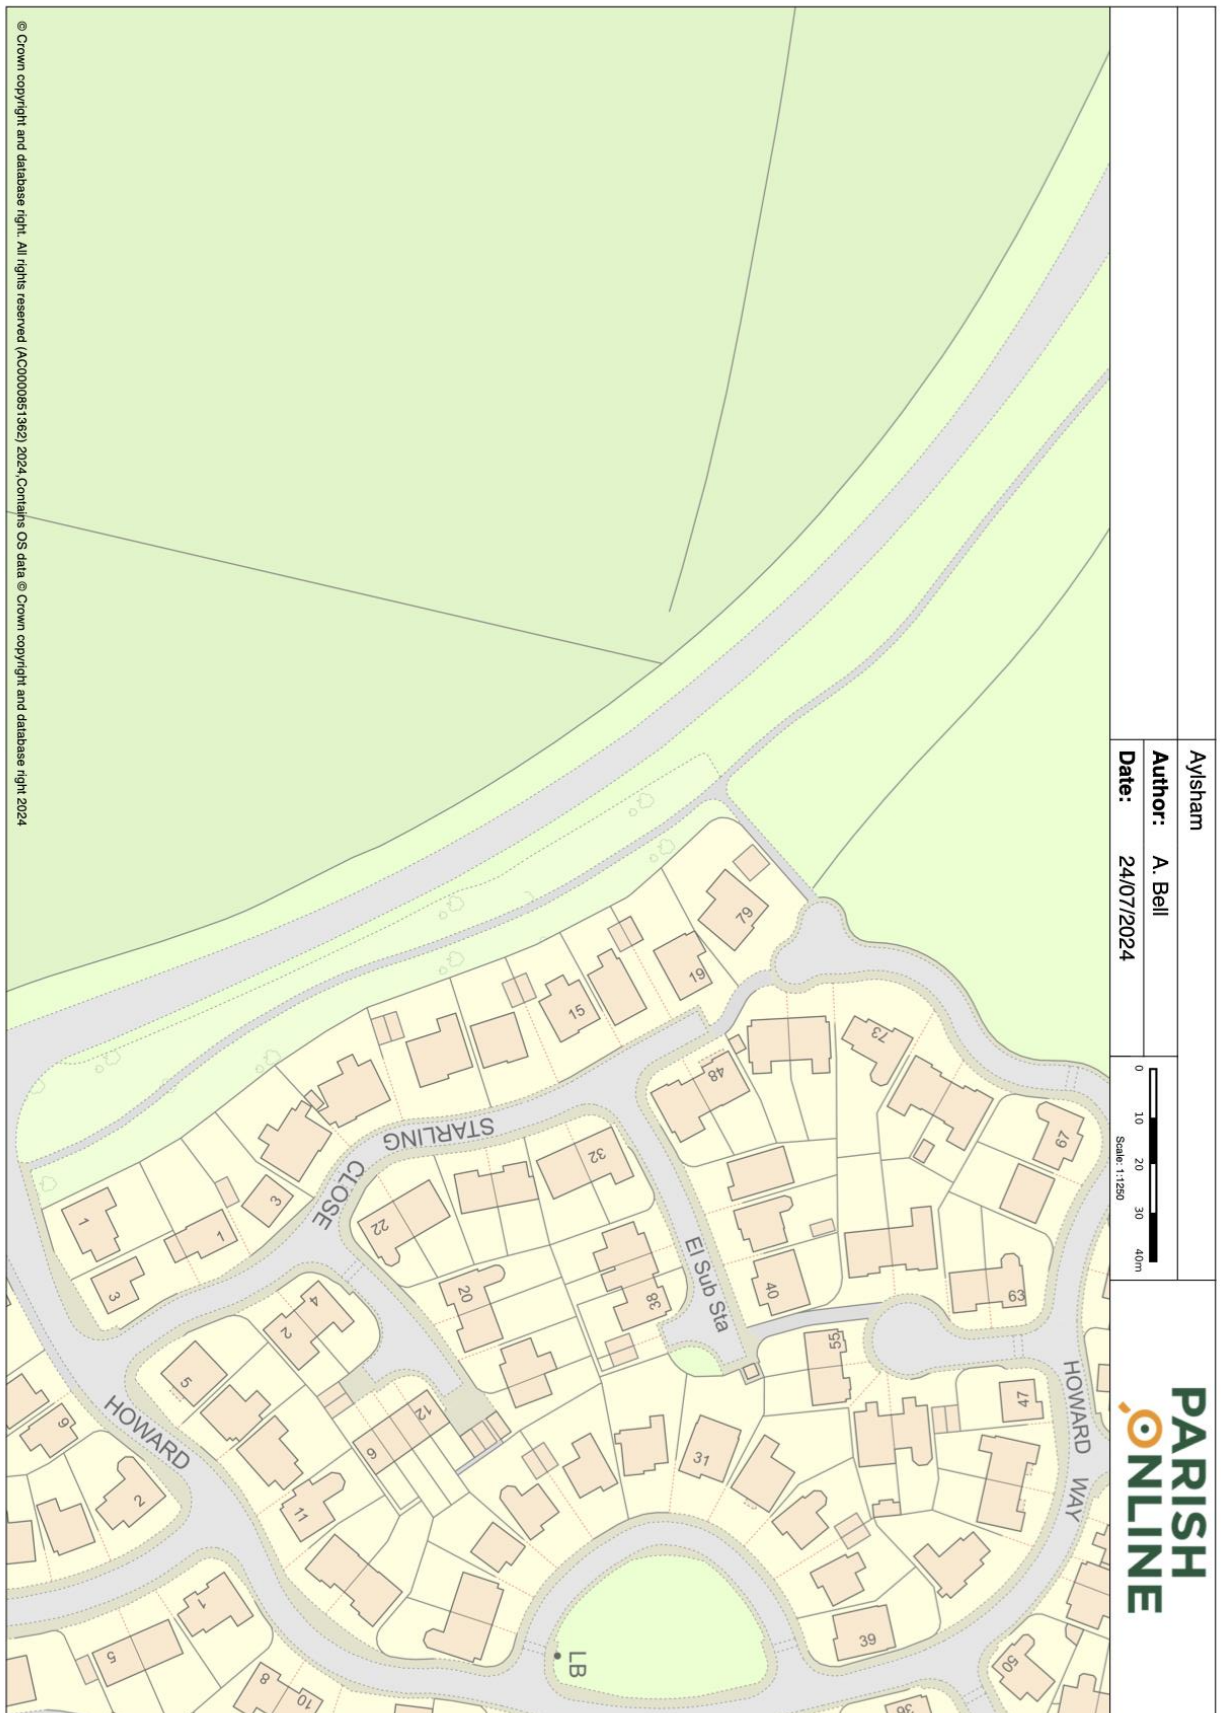 Aylsham
Author: A. Bell
Date: 24/07/2024
0 10 20 30 40m
Scale: 1:1250
PARISH
ONLINE
79
19
15
73
48
67
STARLING
CLOSE
32
22
1
3
1
3
El Sub Sta
40
38
20
63
4
2
5
55
47
HOWARD WAY
12
6
31
HOWARD
9
2
11
39
1
5
8
10
LB
50
36
© Crown copyright and database right. All rights reserved (AC0000851362) 2024,Contains OS data © Crown copyright and database right 2024